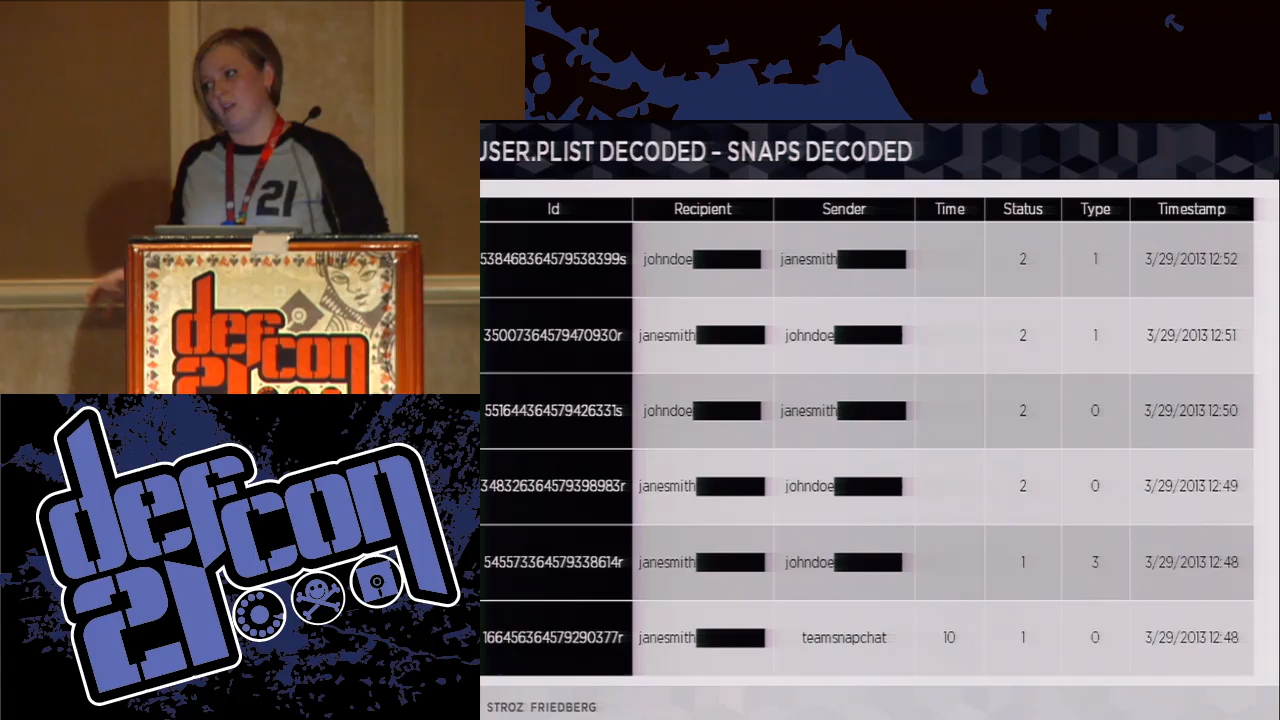 21
def
con
21
def
con
21
USER.PLIST DECODED – SNAPS DECODED
Id Recipient Sender Time Status Type Timestamp
538468364579538399s johndoe janesmith 2 1 3/29/2013 12:52
35007364579470930r janesmith johndoe 2 1 3/29/2013 12:51
551644364579426331s johndoe janesmith 2 0 3/29/2013 12:50
348326364579398983r janesmith johndoe 2 0 3/29/2013 12:49
545573364579338614r janesmith johndoe 1 3 3/29/2013 12:48
166456364579290377r janesmith teamsnapchat 10 1 0 3/29/2013 12:48
STROZ FRIEDBERG